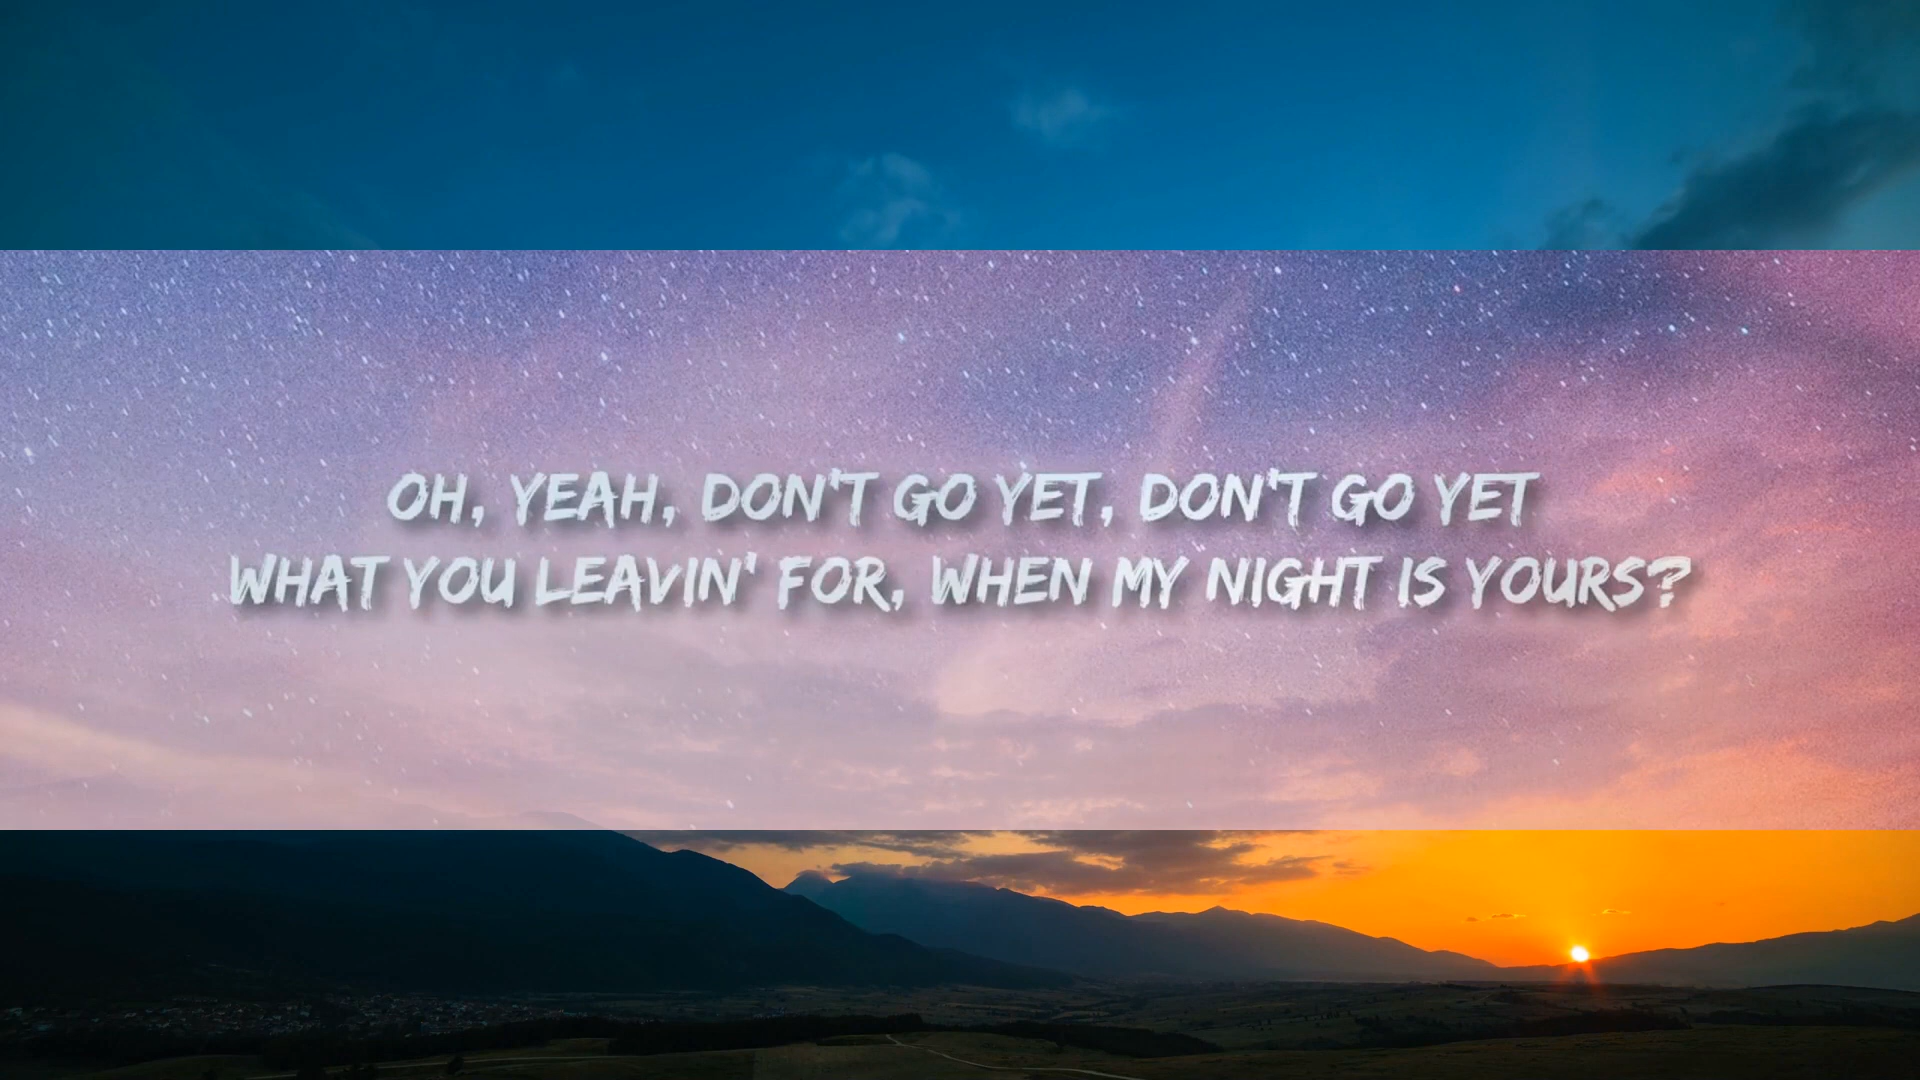 OH, YEAH, DON'T GO YET, DON'T GO YET
WHAT YOU LEAVIN' FOR, WHEN MY NIGHT IS YOURS?